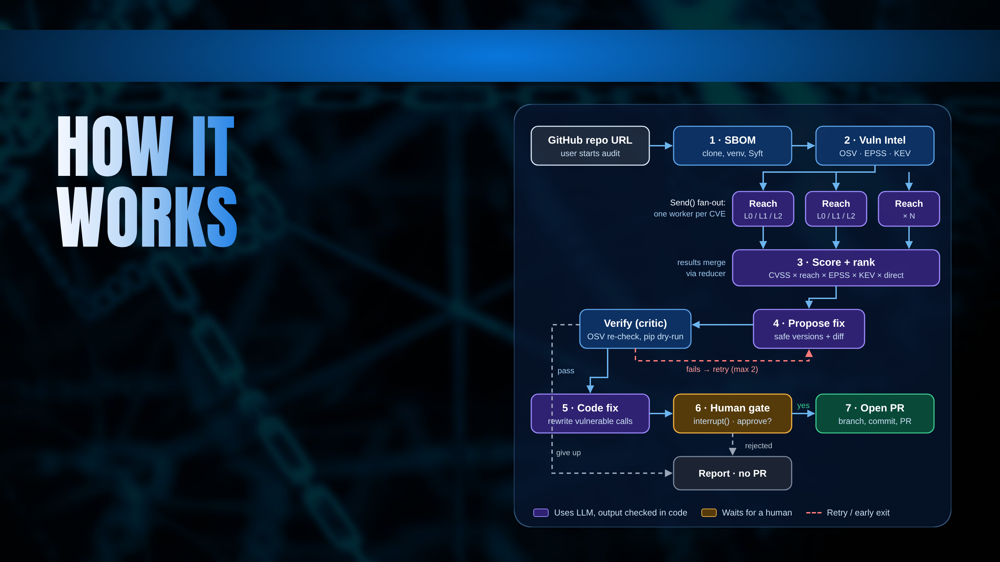 HOW IT
WORKS
GitHub repo URL
user starts audit
1 · SBOM
clone, venv, Syft
2 · Vuln Intel
OSV · EPSS · KEV
Send() fan-out:
one worker per CVE
Reach
L0 / L1 / L2
Reach
L0 / L1 / L2
Reach
× N
results merge
via reducer
3 · Score + rank
CVSS × reach × EPSS × KEV × direct
Verify (critic)
OSV re-check, pip dry-run
4 · Propose fix
safe versions + diff
fails → retry (max 2)
pass
5 · Code fix
rewrite vulnerable calls
6 · Human gate
interrupt() · approve?
yes
7 · Open PR
branch, commit, PR
rejected
give up
Report · no PR
Uses LLM, output checked in code
Waits for a human
Retry / early exit